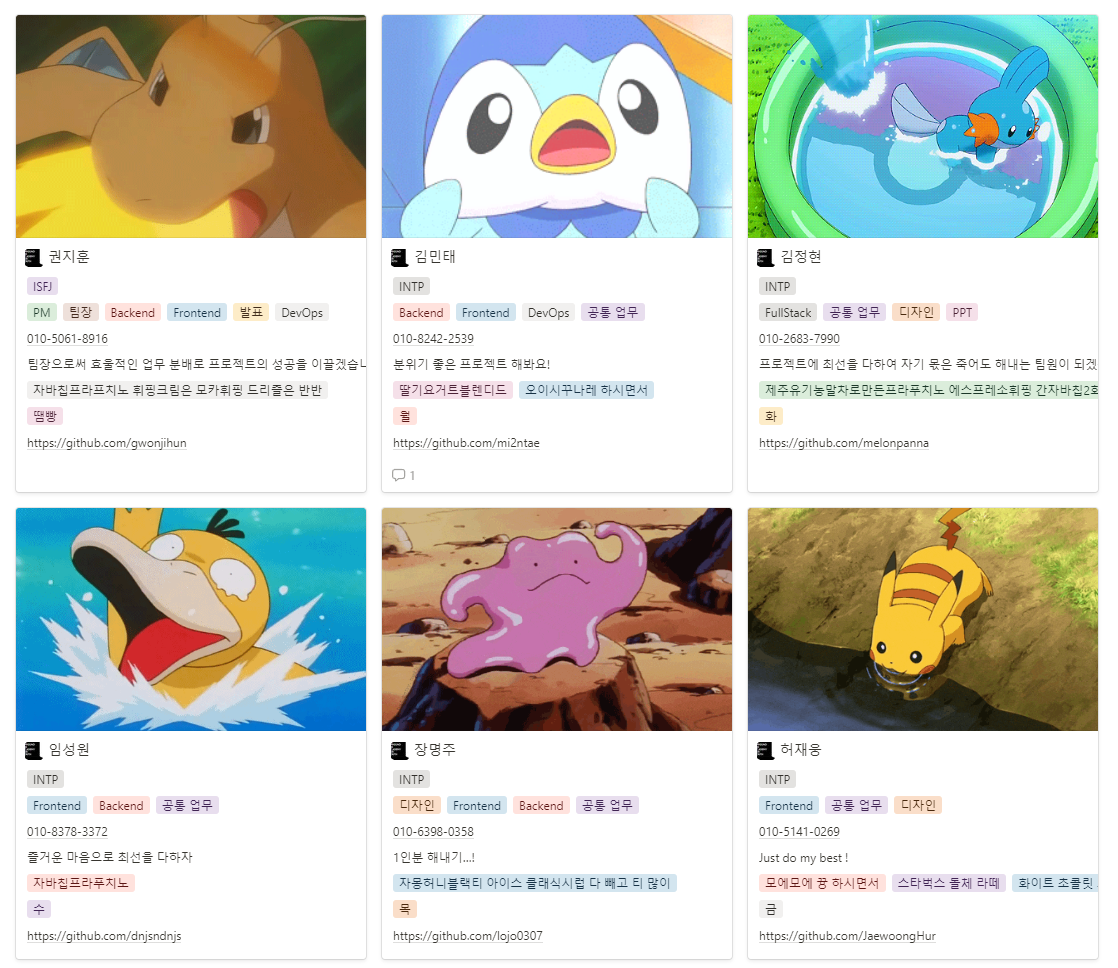 권지훈
ISFJ
PM 팀장 Backend Frontend 발표 DevOps
010-5061-8916
팀장으로써 효율적인 업무 분배로 프로젝트의 성공을 이끌겠습니
자바칩프라프치노 휘핑크림은 모카휘핑 드리즐은 반반
땜빵
https://github.com/gwonjihun
김민태
INTP
Backend Frontend DevOps 공통 업무
010-8242-2539
분위기 좋은 프로젝트 해봐요!
딸기요거트블렌디드 오이시꾸나레 하시면서
월
https://github.com/mi2ntae
1
김정현
INTP
FullStack 공통 업무 디자인 PPT
010-2683-7990
프로젝트에 최선을 다하여 자기 몫은 죽어도 해내는 팀원이 되겠
제주유기농말차로만든프라푸치노 에스프레소휘핑 간자바칩2회
화
https://github.com/melonpanna
임성원
INTP
Frontend Backend 공통 업무
010-8378-3372
즐거운 마음으로 최선을 다하자
자바칩프라푸치노
수
https://github.com/dnjsndnjs
장명주
INTP
디자인 Frontend Backend 공통 업무
010-6398-0358
1인분 해내기...!
자몽허니블랙티 아이스 클래식시럽 다 빼고 티 많이
목
https://github.com/lojo0307
허재웅
INTP
Frontend 공통 업무 디자인
010-5141-0269
Just do my best !
모에모에 뀽 하시면서 스타벅스 돌체 라떼 화이트 초콜릿
금
https://github.com/JaewoongHur